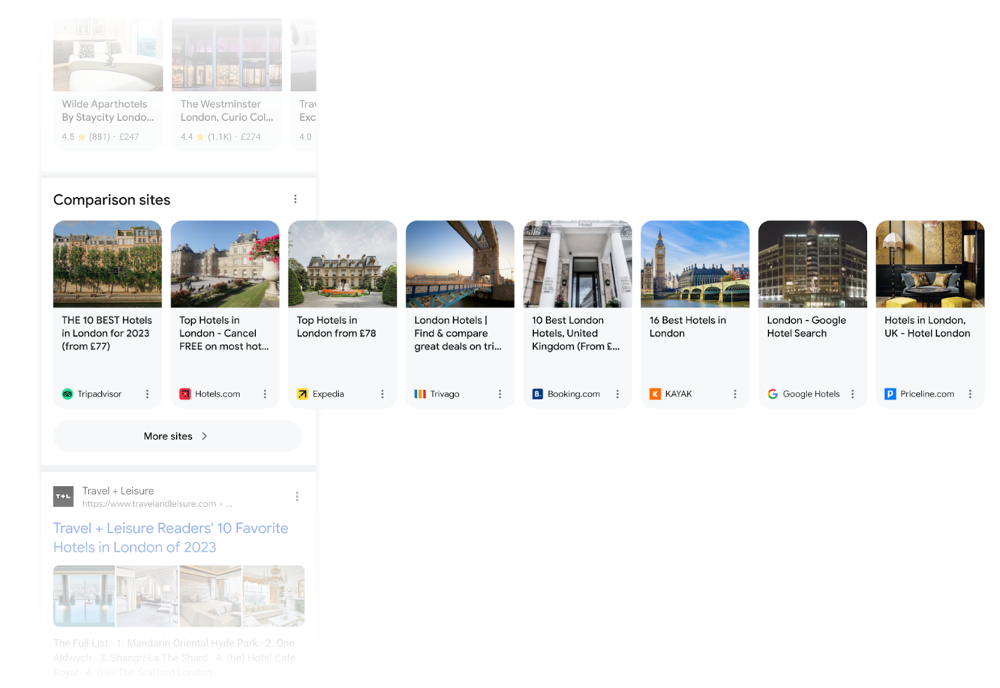 Wilde Aparthotels
By Staycity Londo...
4.5 ★ (881) · £247
The Westminster
London, Curio Col...
4.4 ★ (1.1K) · £274
Trav
Exc
4.0
Comparison sites
THE 10 BEST Hotels
in London for 2023
(from £77)
Tripadvisor
Top Hotels in
London - Cancel
FREE on most hot...
Hotels.com
Top Hotels in
London from £78
Expedia
London Hotels |
Find & compare
great deals on tri...
Trivago
Hotel
10 Best London
Hotels, United
Kingdom (From £...
B.
Booking.com
16 Best Hotels in
London
K
KAYAK
London - Google
Hotel Search
G
Google Hotels
Hotels in London,
UK - Hotel London
P
Priceline.com
More sites >
T+L
Travel + Leisure
https://www.travelandleisure.com › ...
Travel + Leisure Readers' 10 Favorite
Hotels in London of 2023
The Full List · 1. Mandarin Oriental Hyde Park · 2. One
Aldwych · 3. Shangri-La The Shard · 4. (tie) Hotel Café
Royal · 4. (tie) The Stafford London.